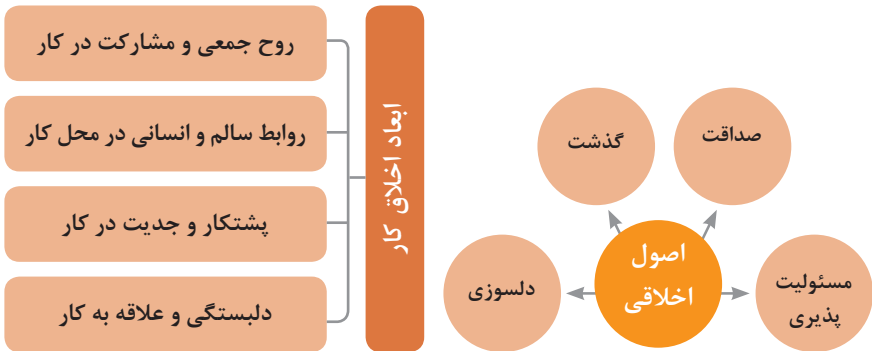 صداقت
گذشت
اصول
اخلاقی
مسئولیت
پذیری
دلسوزی
ابعاد اخلاق کار
روح جمعی و مشارکت در کار
روابط سالم و انسانی در محل کار
پشتکار و جدیت در کار
دلبستگی و علاقه به کار